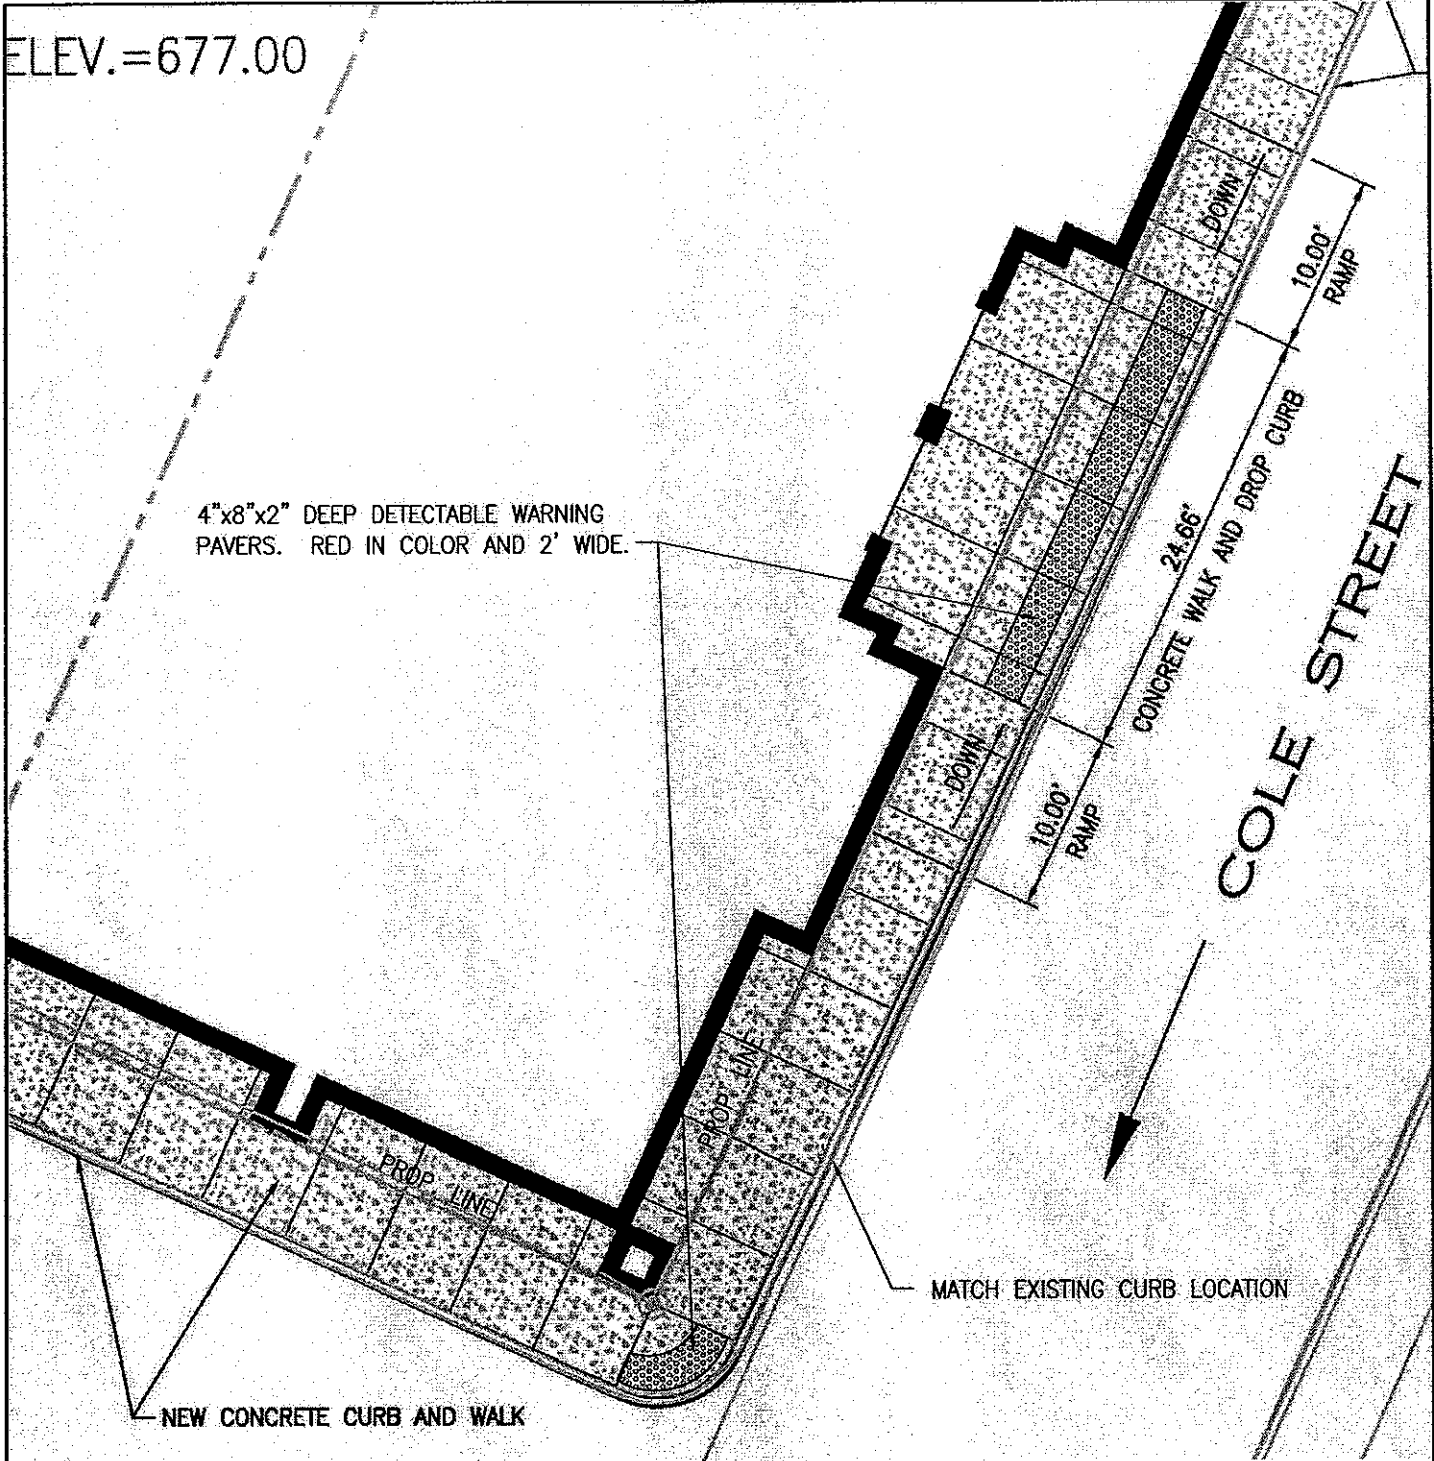 ELEV.=677.00
DOWN
10.00'
RAMP
4"x8"x2" DEEP DETECTABLE WARNING
PAVERS. RED IN COLOR AND 2' WIDE.
24.66'
CONCRETE WALK AND DROP CURB
COLE STREET
DOWN
10.00'
RAMP
PROP LINE
PROP LINE
MATCH EXISTING CURB LOCATION
NEW CONCRETE CURB AND WALK